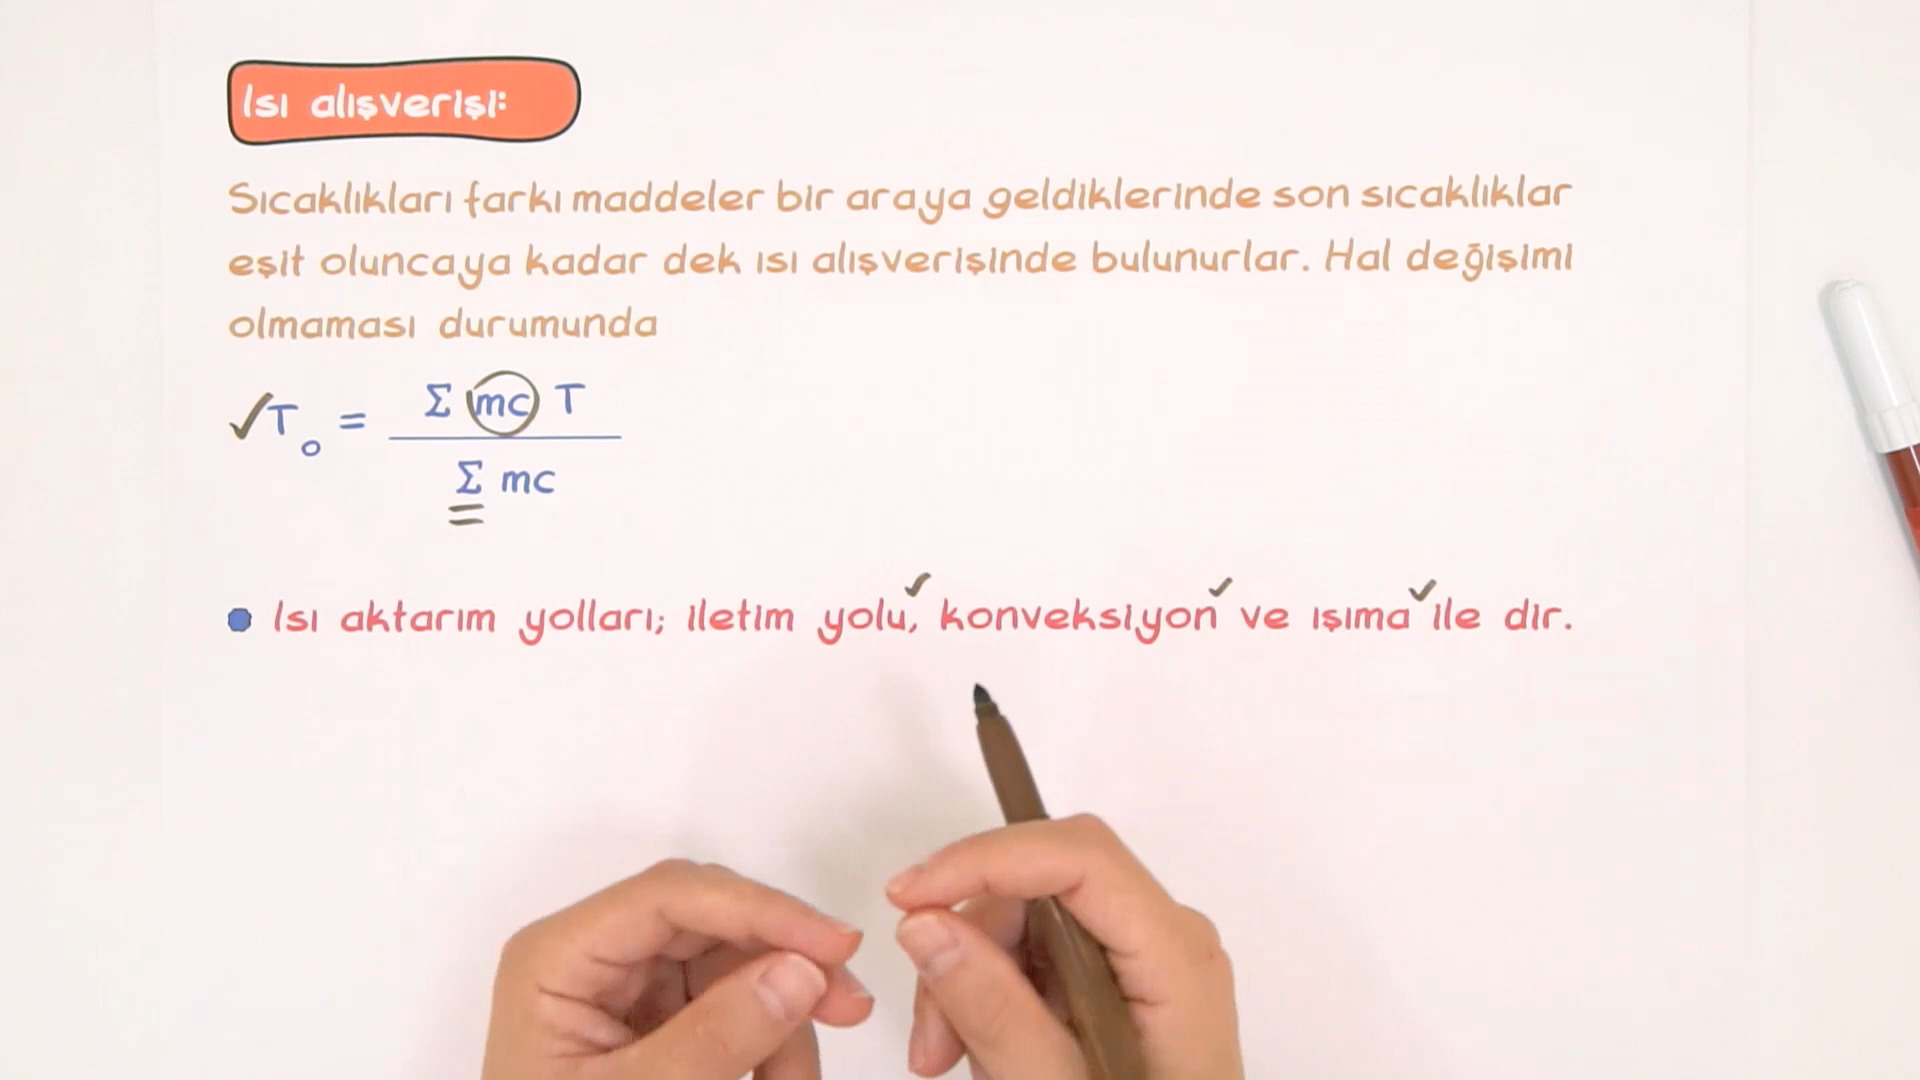 Isı alışverişi:
Sıcaklıkları farkı maddeler bir araya geldiklerinde son sıcaklıklar
eşit oluncaya kadar dek ısı alışverişinde bulunurlar. Hal değişimi
olmaması durumunda
✓T₀ = Σ mc T
Σ mc
Isı aktarım yolları; iletim yolu, konveksiyon ve ışıma ile dir.